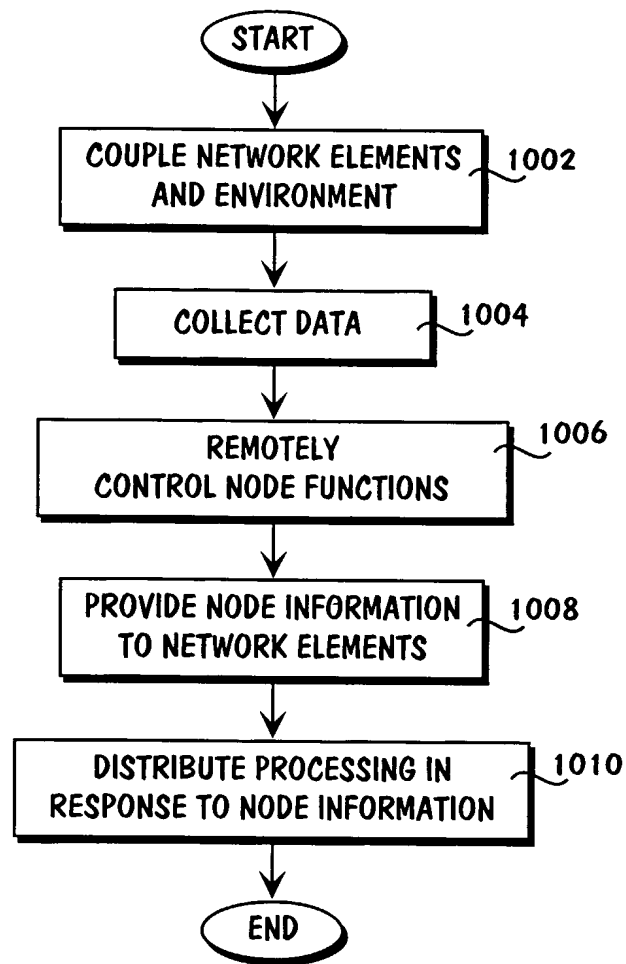 START
COUPLE NETWORK ELEMENTS
AND ENVIRONMENT
1002
COLLECT DATA
1004
REMOTELY
CONTROL NODE FUNCTIONS
1006
PROVIDE NODE INFORMATION
TO NETWORK ELEMENTS
1008
DISTRIBUTE PROCESSING IN
RESPONSE TO NODE INFORMATION
1010
END